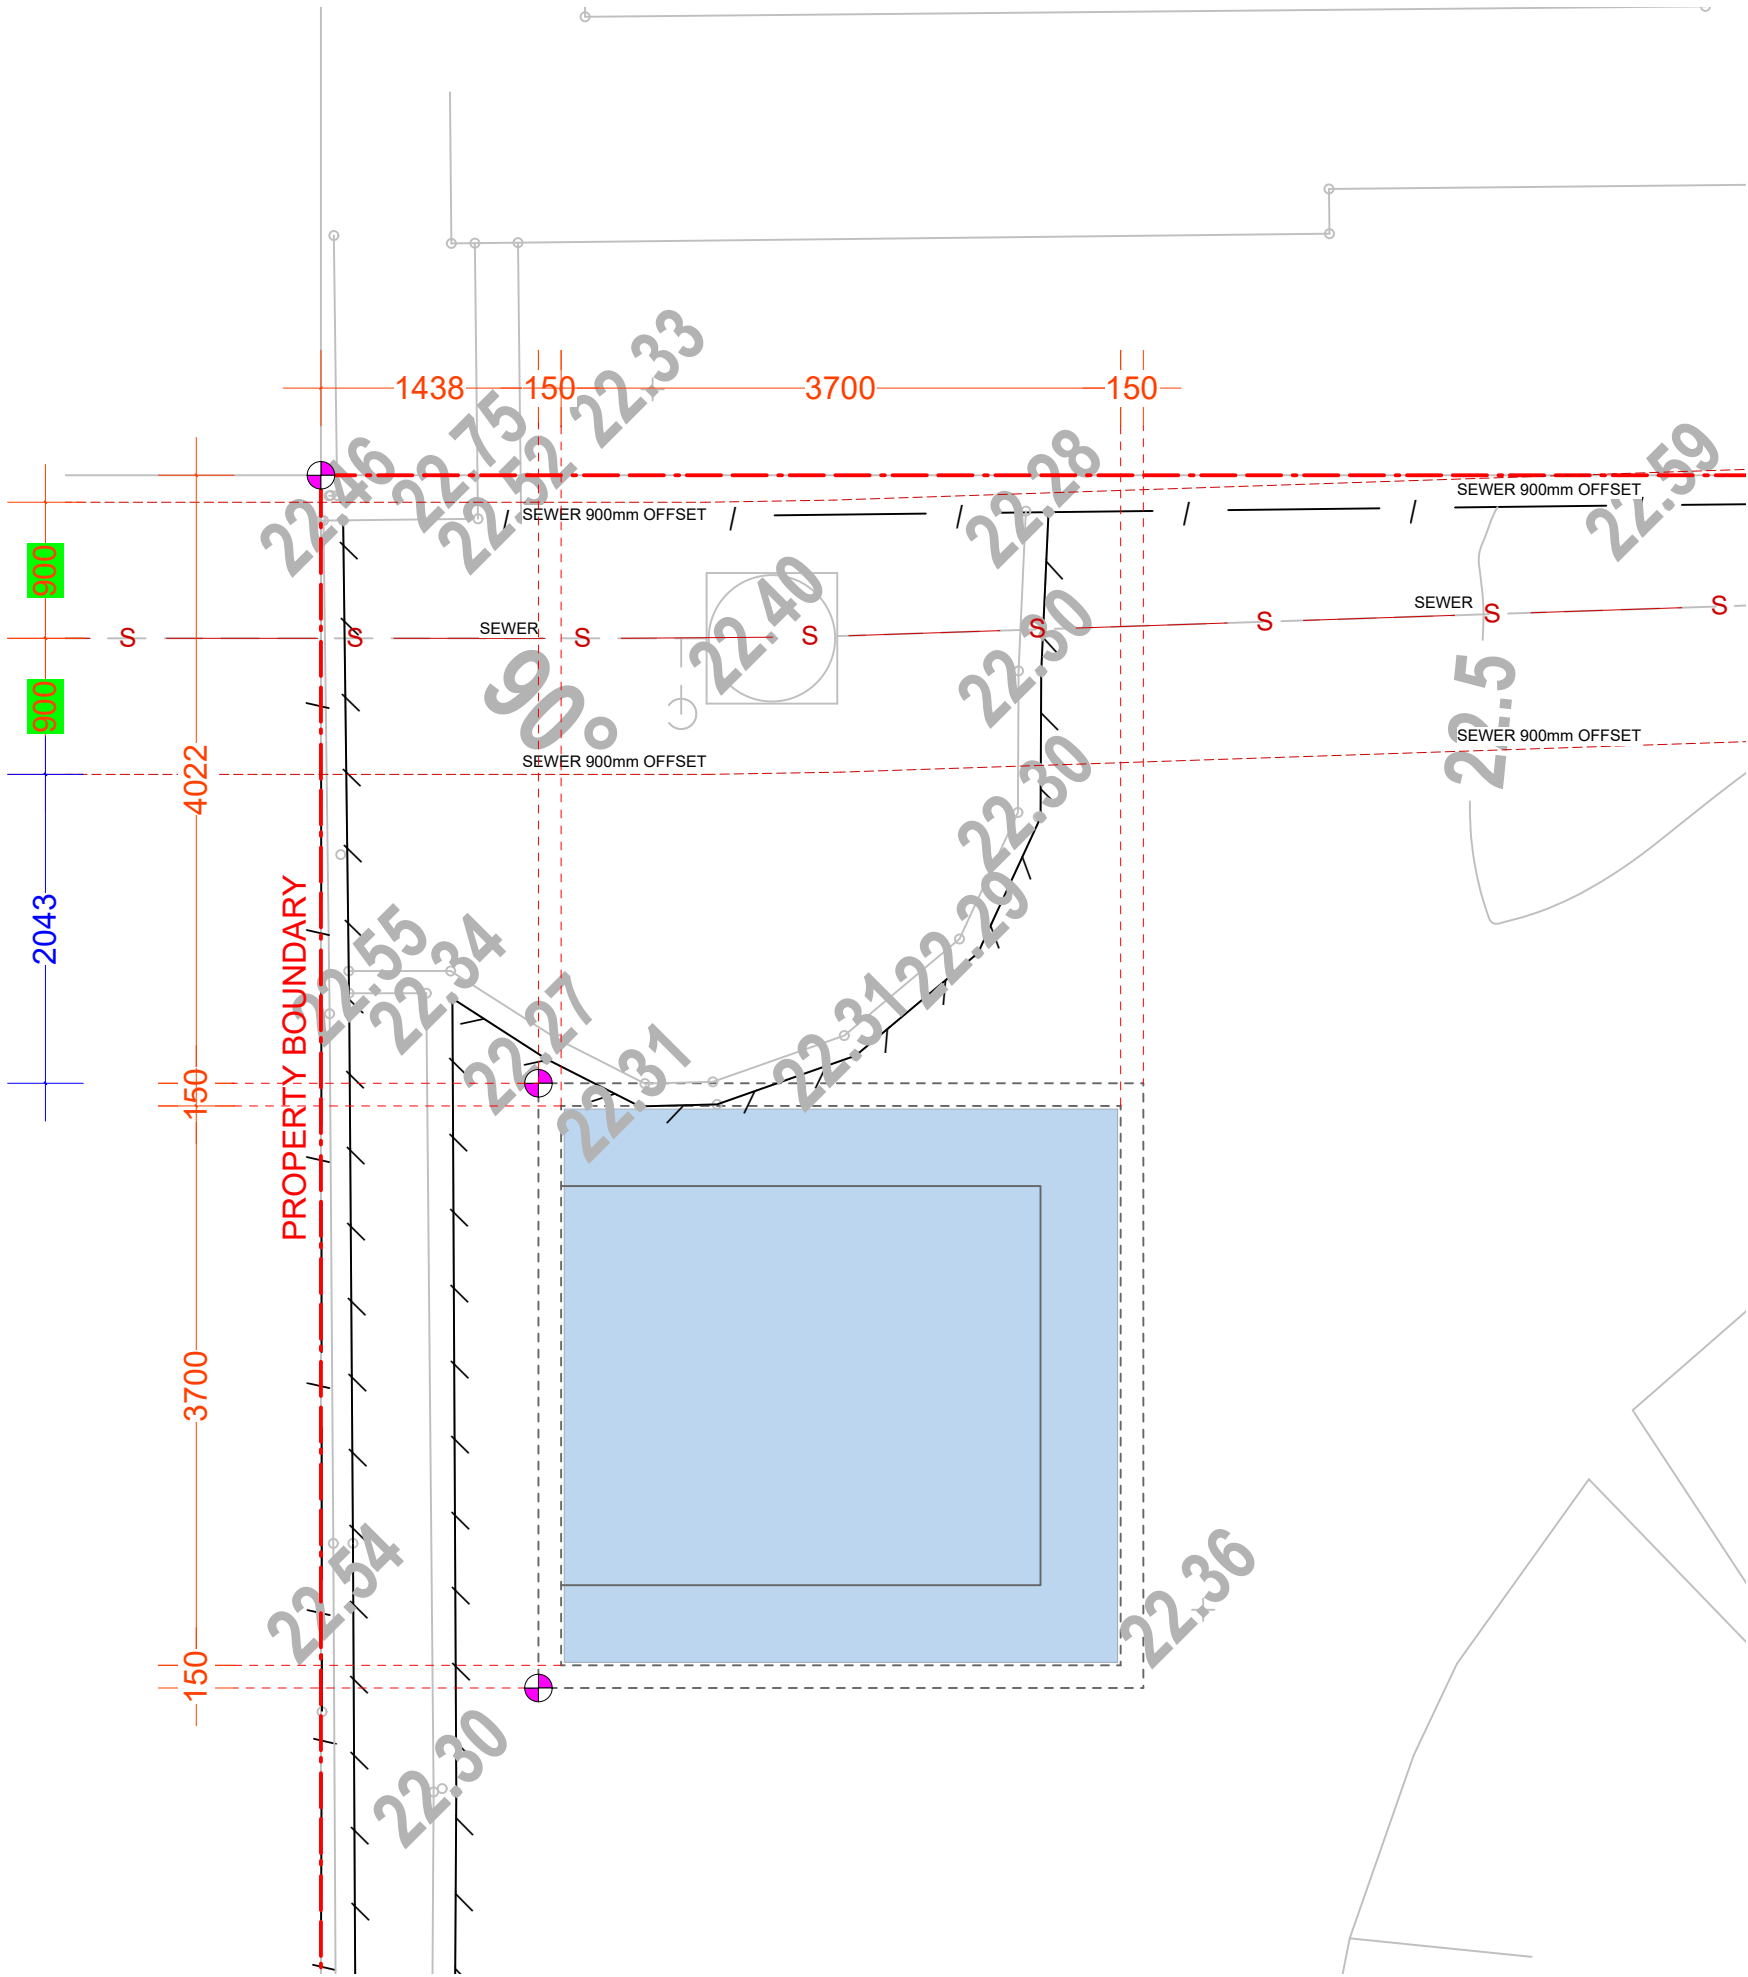 22.33
1438
150
3700
150
22.46
22.75
22.52
22.28
22.59
SEWER 900mm OFFSET
SEWER 900mm OFFSET
900
22.40
22.30
S
S
SEWER
S
S
S
S
SEWER
S
S
900
90°
22.5
4022
SEWER 900mm OFFSET
SEWER 900mm OFFSET
22.30
2043
PROPERTY BOUNDARY
22.55
22.34
22.29
22.27
22.31
22.31
150
3700
22.54
22.36
150
22.30